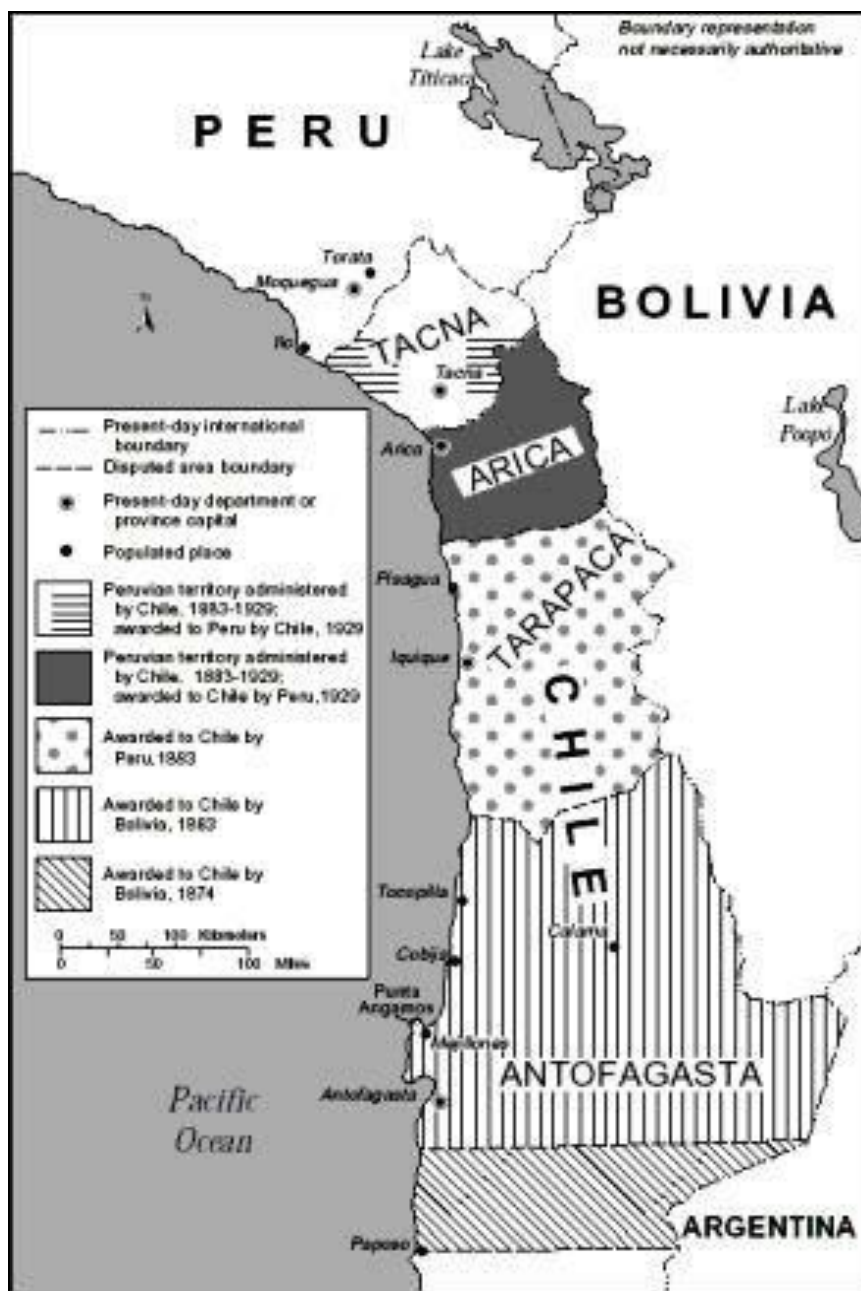 Boundary representation
not necessarily authoritative
Lake
Titicaca
PERU
Torata
Moquegua
BOLIVIA
Ilo
TACNA
Tacna
Lake
Poopó
Present-day international
boundary
Disputed area boundary
Arica
ARICA
Present-day department or
province capital
Populated place
Peruvian territory administered
by Chile, 1883-1929;
awarded to Peru by Chile, 1929
Pisagua
TARAPACA
Iquique
Peruvian territory administered
by Chile, 1883-1929;
awarded to Chile by Peru, 1929
CHILE
Awarded to Chile by
Peru, 1883
Awarded to Chile by
Bolivia, 1883
Awarded to Chile by
Bolivia, 1874
Tocopilla
Calama
0 50 100 Kilometers
0 50 100 Miles
Cobija
Punta
Angamos
Mejillones
ANTOFAGASTA
Antofagasta
Pacific
Ocean
ARGENTINA
Paposo